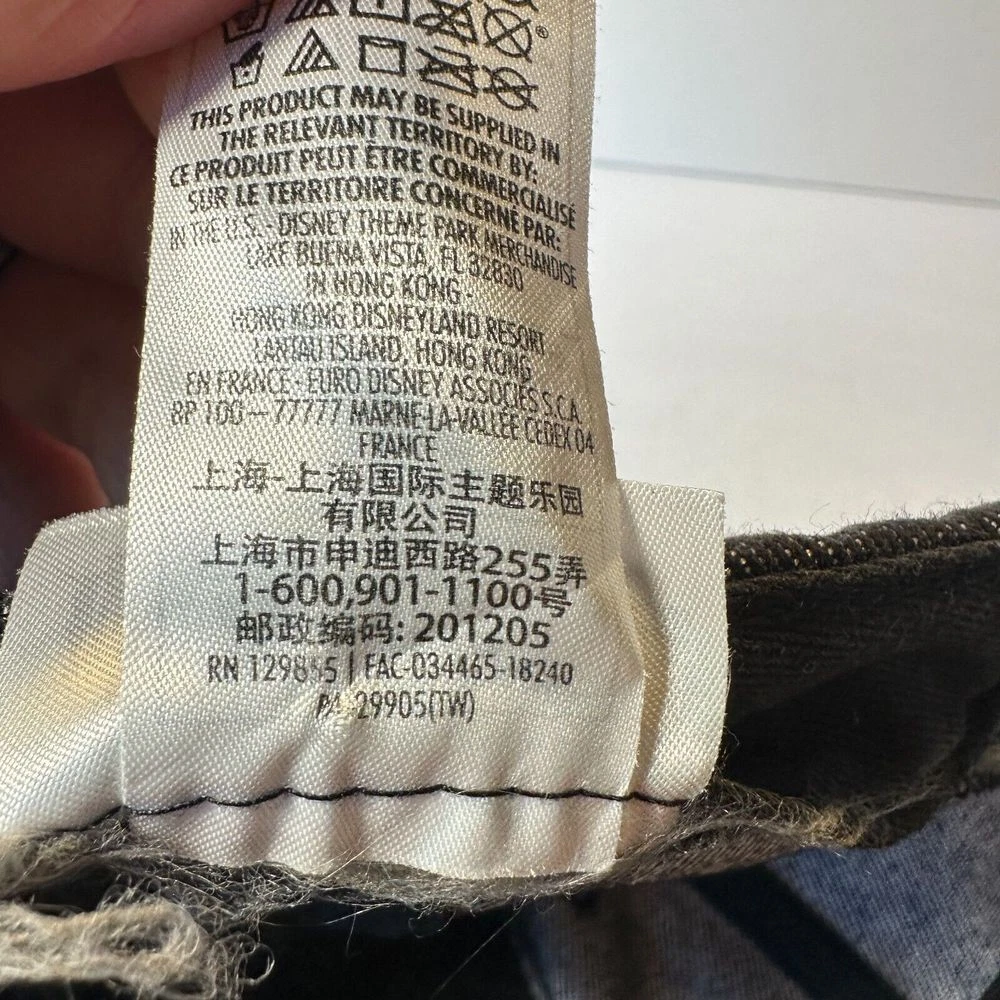 THIS PRODUCT MAY BE SUPPLIED IN
THE RELEVANT TERRITORY BY:
CE PRODUIT PEUT ÊTRE COMMERCIALISÉ
SUR LE TERRITOIRE CONCERNÉ PAR:
IN THE U.S. - DISNEY THEME PARK MERCHANDISE
LAKE BUENA VISTA, FL 32830
IN HONG KONG -
HONG KONG DISNEYLAND RESORT
LANTAU ISLAND, HONG KONG
EN FRANCE - EURO DISNEY ASSOCIÉS S.C.A.
BP 100 – 77777 MARNE-LA-VALLÉE CEDEX 04
FRANCE
上海-上海国际主题乐园
有限公司
上海市申迪西路255弄
1-600,901-1100号
邮政编码: 201205
RN 129855 | FAC-034465-18240
29905(TW)